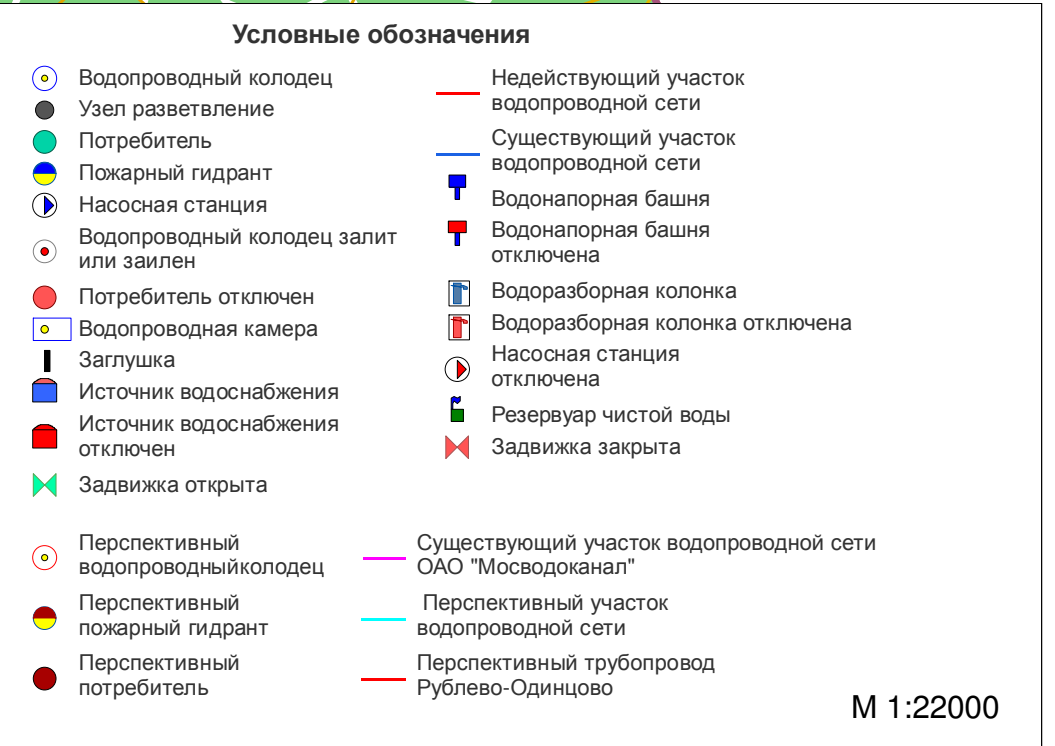 Условные обозначения
Водопроводный колодец
Узел разветвление
Потребитель
Пожарный гидрант
Насосная станция
Водопроводный колодец залит
или заилен
Потребитель отключен
Водопроводная камера
Заглушка
Источник водоснабжения
Источник водоснабжения
отключен
Задвижка открыта
Недействующий участок
водопроводной сети
Существующий участок
водопроводной сети
Водонапорная башня
Водонапорная башня
отключена
Водоразборная колонка
Водоразборная колонка отключена
Насосная станция
отключена
Резервуар чистой воды
Задвижка закрыта
Перспективный
водопроводныйколодец
Перспективный
пожарный гидрант
Перспективный
потребитель
Существующий участок водопроводной сети
ОАО "Мосводоканал"
Перспективный участок
водопроводной сети
Перспективный трубопровод
Рублево-Одинцово
М 1:22000